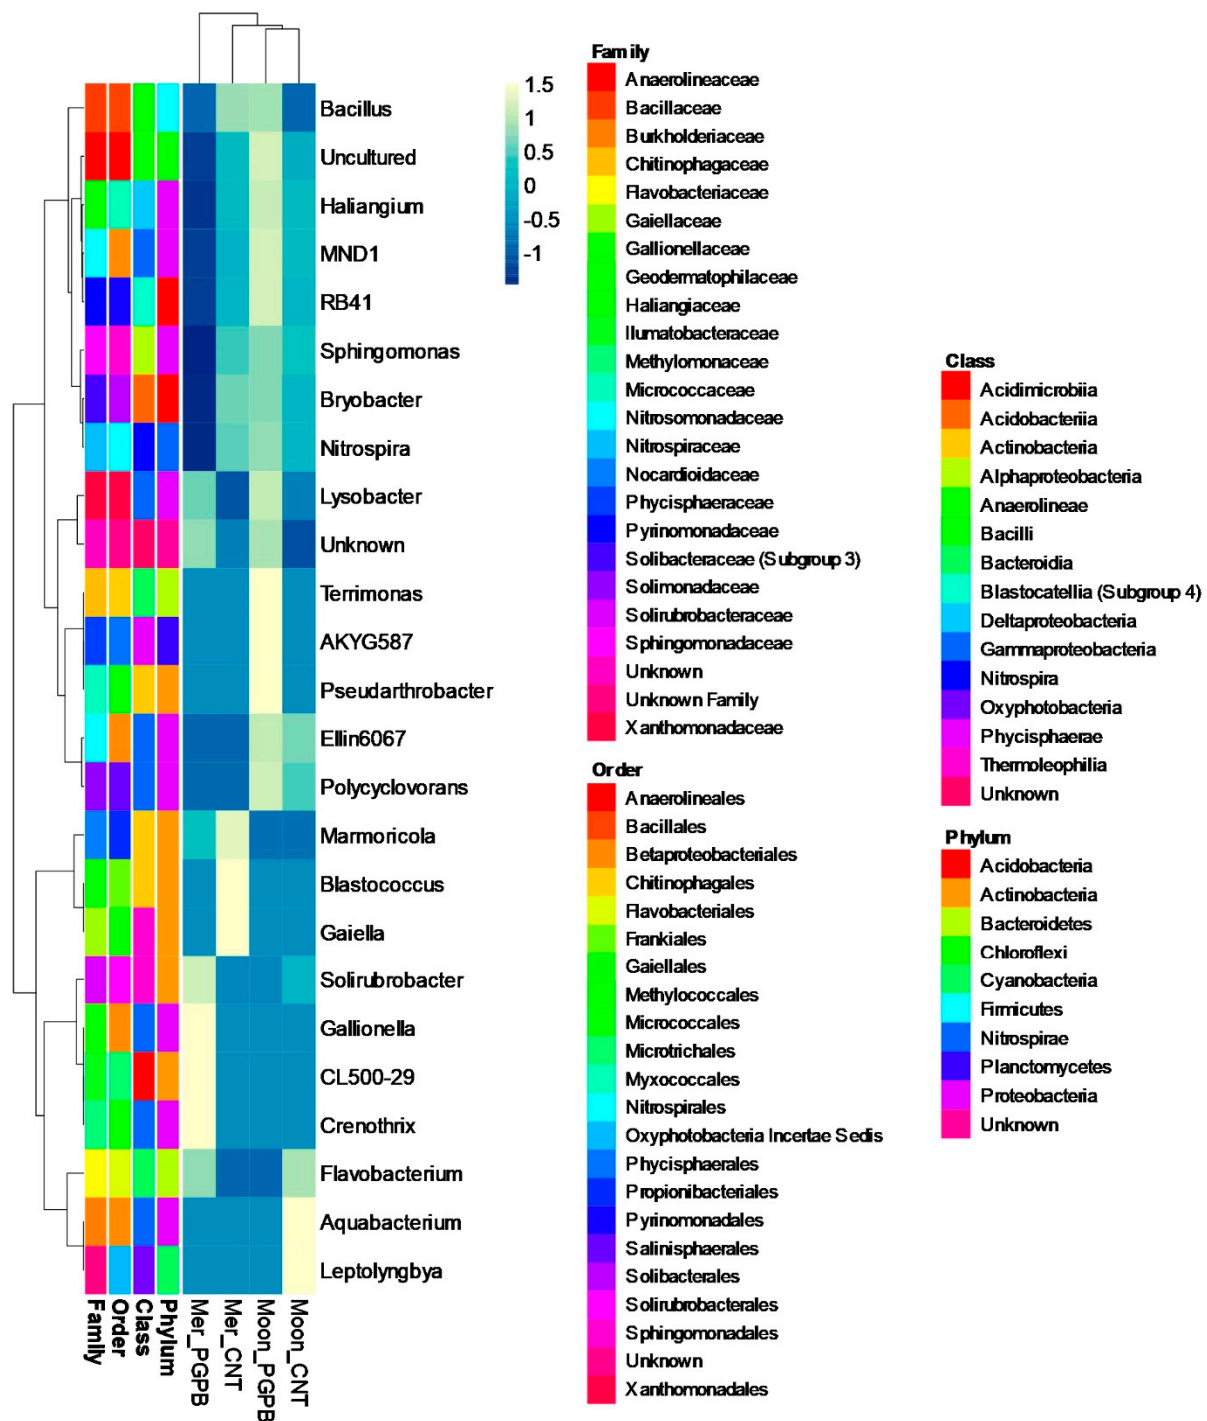 Bacillus
Uncultured
Haliangium
MND1
RB41
Sphingomonas
Bryobacter
Nitrospira
Lysobacter
Unknown
Terrimonas
AKYG587
Pseudarthrobacter
Ellin6067
Polycyclovorans
Marmoricola
Blastococcus
Gaiella
Solirubrobacter
Gallionella
CL500-29
Crenothrix
Flavobacterium
Aquabacterium
Leptolyngbya
Family
Order
Class
Phylum
Mer_PGPB
Mer_CNT
Moon_PGPB
Moon_CNT
1.5
1
0.5
0
-0.5
-1
Family
Anaerolineaceae
Bacillaceae
Burkholderiaceae
Chitinophagaceae
Flavobacteriaceae
Gaiellaceae
Gallionellaceae
Geodermatophilaceae
Haliangiaceae
Ilumatobacteraceae
Methylomonaceae
Micrococcaceae
Nitrosomonadaceae
Nitrospiraceae
Nocardioidaceae
Phycisphaeraceae
Pyrinomonadaceae
Solibacteraceae (Subgroup 3)
Solimonadaceae
Solirubrobacteraceae
Sphingomonadaceae
Unknown
Unknown Family
Xanthomonadaceae
Order
Anaerolineales
Bacillales
Betaproteobacteriales
Chitinophagales
Flavobacteriales
Frankiales
Gaiellales
Methylococcales
Micrococcales
Microtrichales
Myxococcales
Nitrospirales
Oxyphotobacteria Incertae Sedis
Phycisphaerales
Propionibacteriales
Pyrinomonadales
Salinisphaerales
Solibacterales
Solirubrobacterales
Sphingomonadales
Unknown
Xanthomonadales
Class
Acidimicrobiia
Acidobacteriia
Actinobacteria
Alphaproteobacteria
Anaerolineae
Bacilli
Bacteroidia
Blastocatellia (Subgroup 4)
Deltaproteobacteria
Gammaproteobacteria
Nitrospira
Oxyphotobacteria
Phycisphaerae
Thermoleophilia
Unknown
Phylum
Acidobacteria
Actinobacteria
Bacteroidetes
Chloroflexi
Cyanobacteria
Firmicutes
Nitrospirae
Planctomycetes
Proteobacteria
Unknown